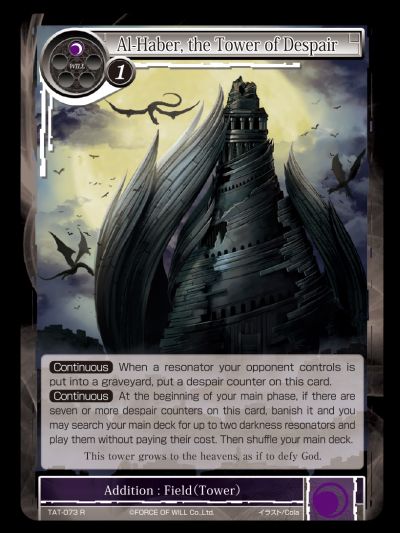 Al-Haber, the Tower of Despair
WILL
1
Continuous When a resonator your opponent controls is
put into a graveyard, put a despair counter on this card.
Continuous At the beginning of your main phase, if there are
seven or more despair counters on this card, banish it and you
may search your main deck for up to two darkness resonators and
play them without paying their cost. Then shuffle your main deck.
This tower grows to the heavens, as if to defy God.
Addition : Field(Tower)
TAT-073 R ©FORCE OF WILL Co.,Ltd. イラスト/Cola